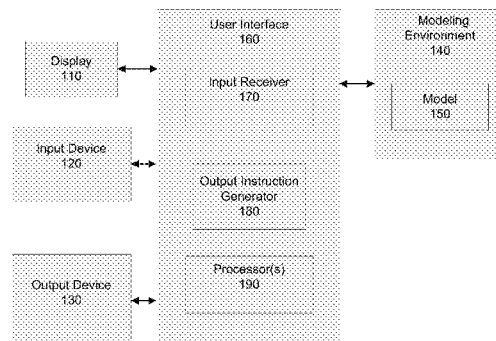 Display
110
Input Device
120
Output Device
130
User Interface
160
Input Receiver
170
Output Instruction
Generator
180
Processor(s)
190
Modeling
Environment
140
Model
150